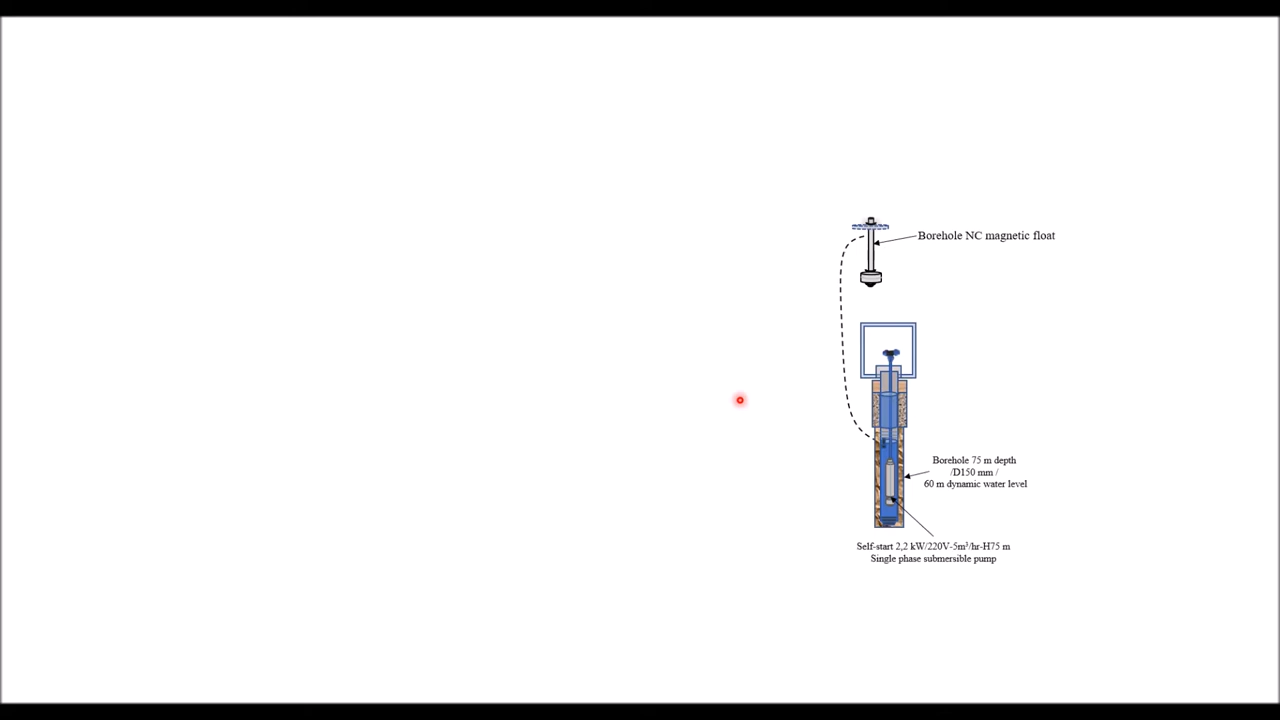 Borehole NC magnetic float
Borehole 75 m depth
/D150 mm /
60 m dynamic water level
Self-start 2,2 kW/220V-5m³/hr-H75 m
Single phase submersible pump